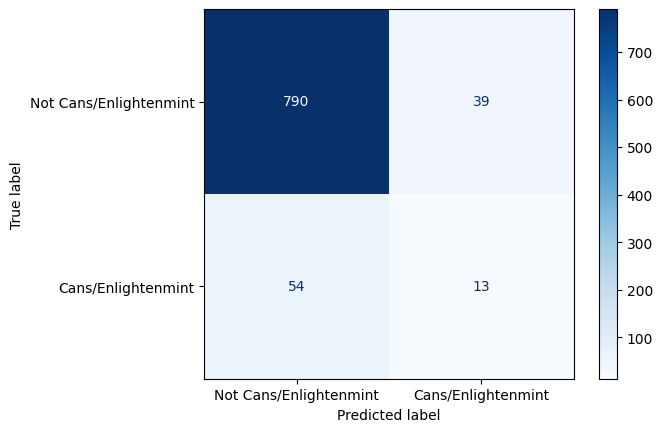 Not Cans/Enlightenmint
Cans/Enlightenmint
True label
790
39
54
13
Not Cans/Enlightenmint
Cans/Enlightenmint
Predicted label
700
600
500
400
300
200
100